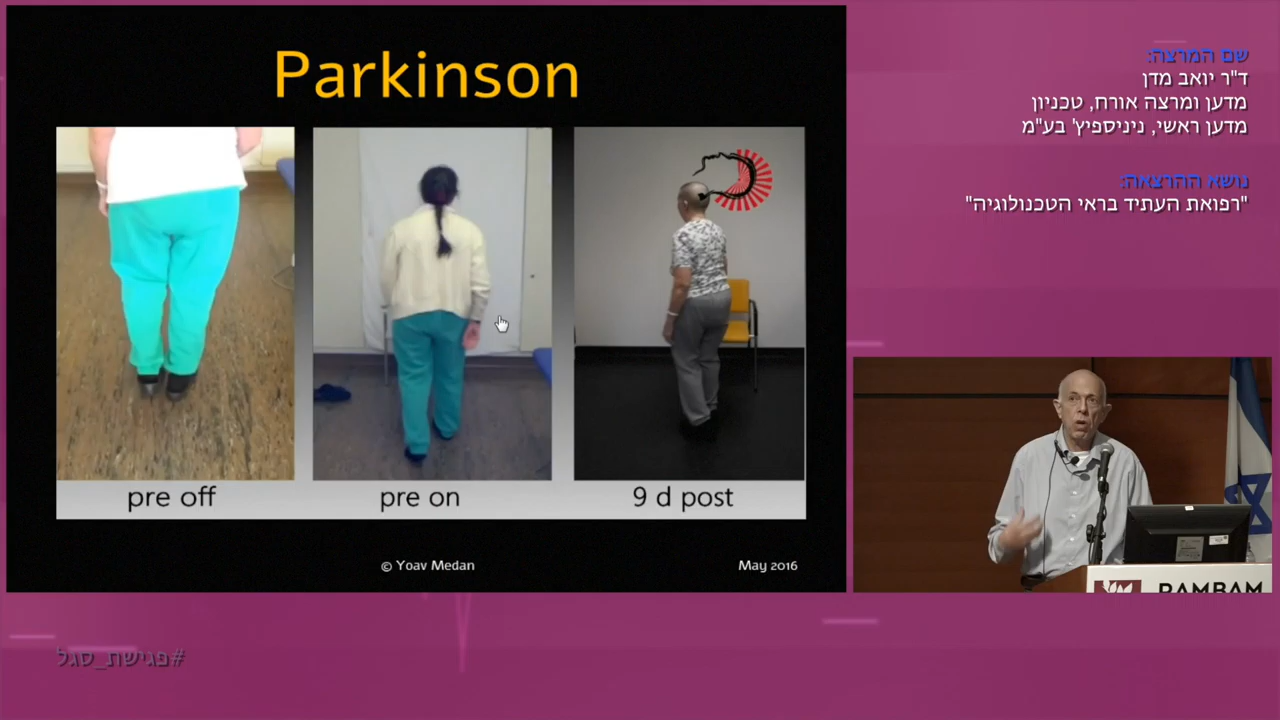 Parkinson
pre off
pre on
9 d post
© Yoav Medan
May 2016
שם המרצה:
ד"ר יואב מדן
מדען ומרצה אורח, טכניון
מדען ראשי, ניניספיץ' בע"מ
נושא ההרצאה:
"רפואת העתיד בראי הטכנולוגיה"
RAMBAM
#פגישת_סגל